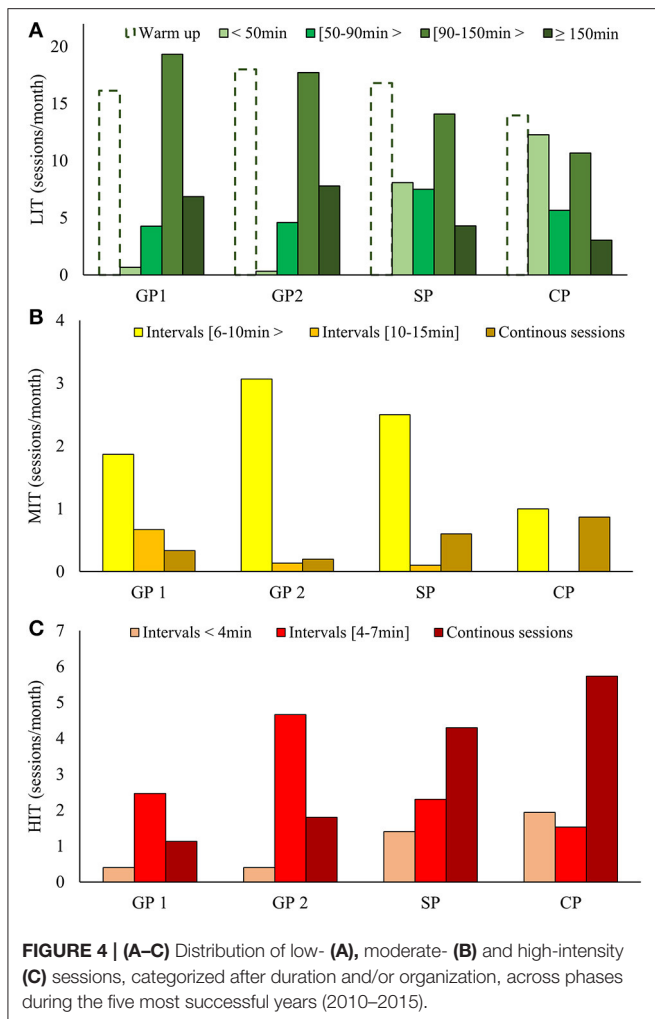 A
Warm up < 50min [50-90min > [90-150min > ≥ 150min
20
15
10
5
0
LIT (sessions/month)
GP1 GP2 SP CP
B
Intervals [6-10min > Intervals [10-15min] Continous sessions
4
3
2
1
0
MIT (sessions/month)
GP 1 GP 2 SP CP
C
Intervals < 4min Intervals [4-7min] Continous sessions
7
6
5
4
3
2
1
0
HIT (sessions/month)
GP 1 GP 2 SP CP
FIGURE 4 | (A–C) Distribution of low- (A), moderate- (B) and high-intensity
(C) sessions, categorized after duration and/or organization, across phases
during the five most successful years (2010–2015).